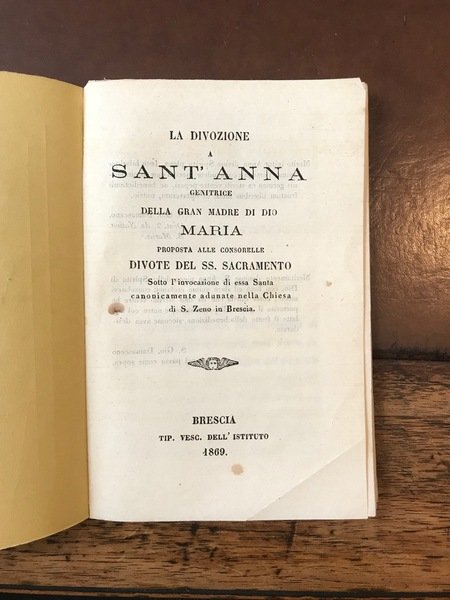 LA DIVOZIONE
A
SANT' ANNA
GENITRICE
DELLA GRAN MADRE DI DIO
MARIA
PROPOSTA ALLE CONSORELLE
DIVOTE DEL SS. SACRAMENTO
Sotto l'invocazione di essa Santa
canonicamente adunate nella Chiesa
di S. Zeno in Brescia.
BRESCIA
TIP. VESC. DELL' ISTITUTO
1869.